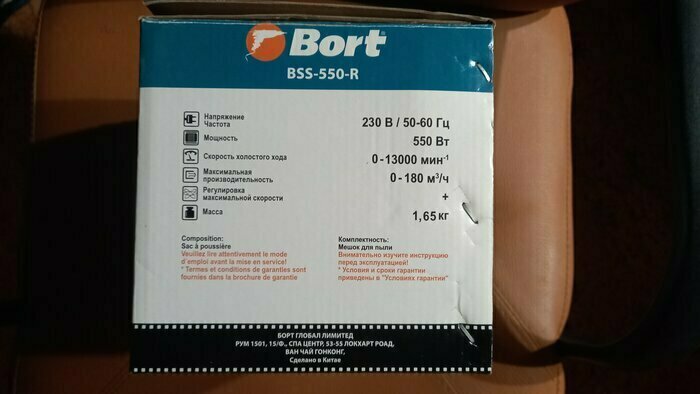 Bort
BSS-550-R
Напряжение
Частота
230 В / 50-60 Гц
Мощность
550 Вт
Скорость холостого хода
0-13000 мин-1
Максимальная
производительность
0-180 м³/ч
Регулировка
максимальной скорости
+
Масса
1,65 кг
Composition:
Sac à poussière
Veuillez lire attentivement le mode
d'emploi avant la mise en service!
* Termes et conditions de garanties sont
fournies dans la brochure de garantie
Комплектность:
Мешок для пыли
Внимательно изучите инструкцию
перед эксплуатацией!
* Условия и сроки гарантии
приведены в "Условиях гарантии"
БОРТ ГЛОБАЛ ЛИМИТЕД
РУМ 1501, 15/Ф., СПА ЦЕНТР, 53-55 ЛОКХАРТ РОАД,
ВАН ЧАЙ ГОНКОНГ,
Сделано в Китае